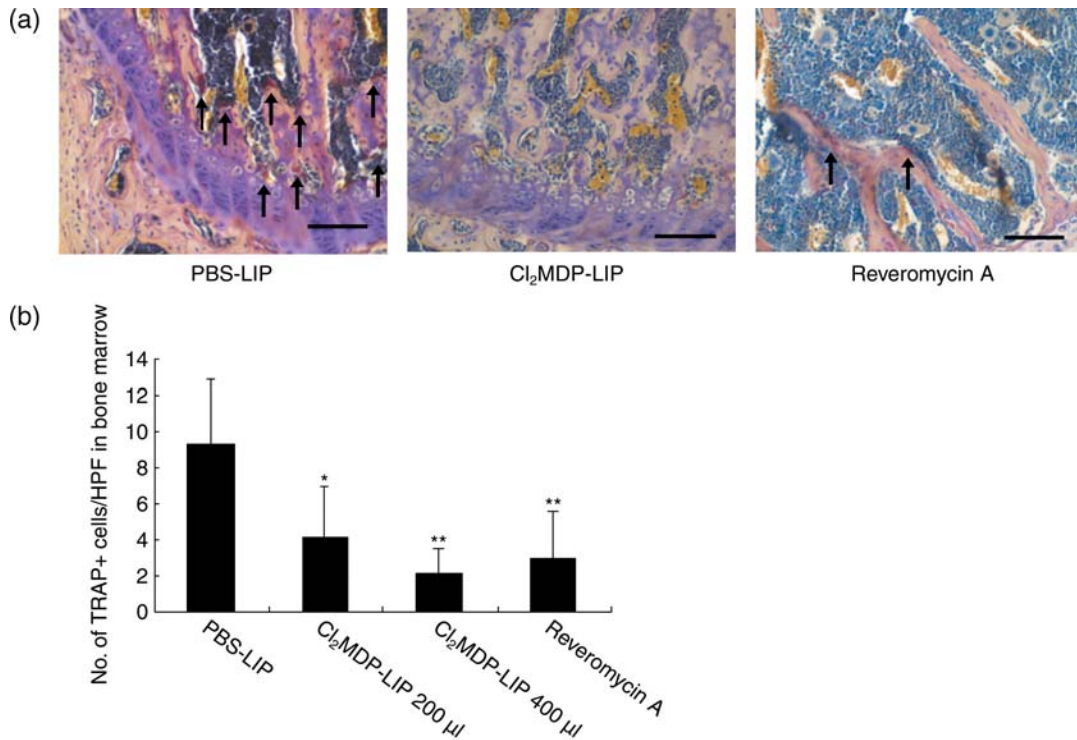 (a)
PBS-LIP
Cl₂MDP-LIP
Reveromycin A
(b)
No. of TRAP+ cells/HPF in bone marrow
14
12
10
8
6
4
2
0
*
**
**
PBS-LIP
Cl₂MDP-LIP 200 µl
Cl₂MDP-LIP 400 µl
Reveromycin A